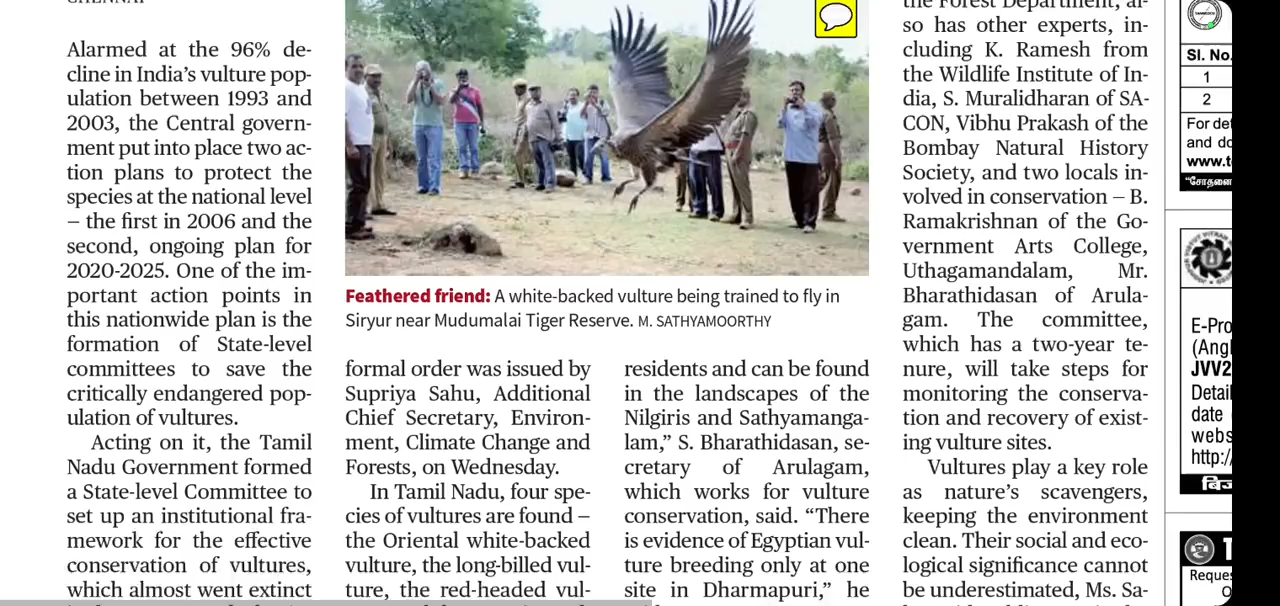 CHENNAI
Alarmed at the 96% de-
cline in India’s vulture pop-
ulation between 1993 and
2003, the Central govern-
ment put into place two ac-
tion plans to protect the
species at the national level
– the first in 2006 and the
second, ongoing plan for
2020-2025. One of the im-
portant action points in
this nationwide plan is the
formation of State-level
committees to save the
critically endangered pop-
ulation of vultures.
Acting on it, the Tamil
Nadu Government formed
a State-level Committee to
set up an institutional fra-
mework for the effective
conservation of vultures,
which almost went extinct
Feathered friend: A white-backed vulture being trained to fly in
Siryur near Mudumalai Tiger Reserve. M. SATHYAMOORTHY
formal order was issued by
Supriya Sahu, Additional
Chief Secretary, Environ-
ment, Climate Change and
Forests, on Wednesday.
In Tamil Nadu, four spe-
cies of vultures are found –
the Oriental white-backed
vulture, the long-billed vul-
ture, the red-headed vul-
residents and can be found
in the landscapes of the
Nilgiris and Sathyamanga-
lam,” S. Bharathidasan, se-
cretary of Arulagam,
which works for vulture
conservation, said. “There
is evidence of Egyptian vul-
ture breeding only at one
site in Dharmapuri,” he
the Forest Department, al-
so has other experts, in-
cluding K. Ramesh from
the Wildlife Institute of In-
dia, S. Muralidharan of SA-
CON, Vibhu Prakash of the
Bombay Natural History
Society, and two locals in-
volved in conservation – B.
Ramakrishnan of the Go-
vernment Arts College,
Uthagamandalam, Mr.
Bharathidasan of Arula-
gam. The committee,
which has a two-year te-
nure, will take steps for
monitoring the conserva-
tion and recovery of exist-
ing vulture sites.
Vultures play a key role
as nature’s scavengers,
keeping the environment
clean. Their social and eco-
logical significance cannot
be underestimated, Ms. Sa-
Sl. No.
1
2
For det
and do
www.t
E-Pro
(Angl
JVV2
Detail
date
webs
http:/
Reques